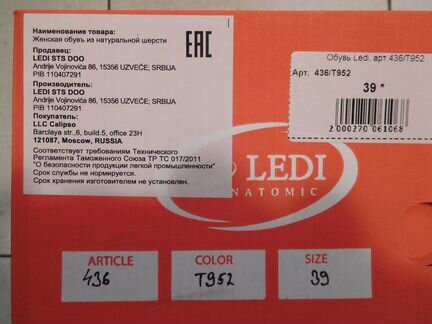 Наименование товара:
Женская обувь из натуральной шерсти
Продавец:
LEDI STS DOO
Andrije Vojinovića 86, 15356 UZVEĆE; SRBIJA
PIB 110407291
Производитель:
LEDI STS DOO
Andrije Vojinovića 86, 15356 UZVEĆE; SRBIJA
PIB 110407291
Покупатель:
LLC Calipso
Barclaya str.,6, build.5, office 23H
121087, Moscow, RUSSIA
Соответствует требованиям Технического
Регламента Таможенного Союза ТР ТС 017/2011
"О безопасности продукции легкой промышленности"
Срок службы не нормируется.
Срок хранения изготовителем не установлен.
EAC
Обувь Ledi, арт. 436/T952
Арт. 436/T952
39 *
2 000270 061068
LEDI
NATOMIC
ARTICLE
436
COLOR
T952
SIZE
39